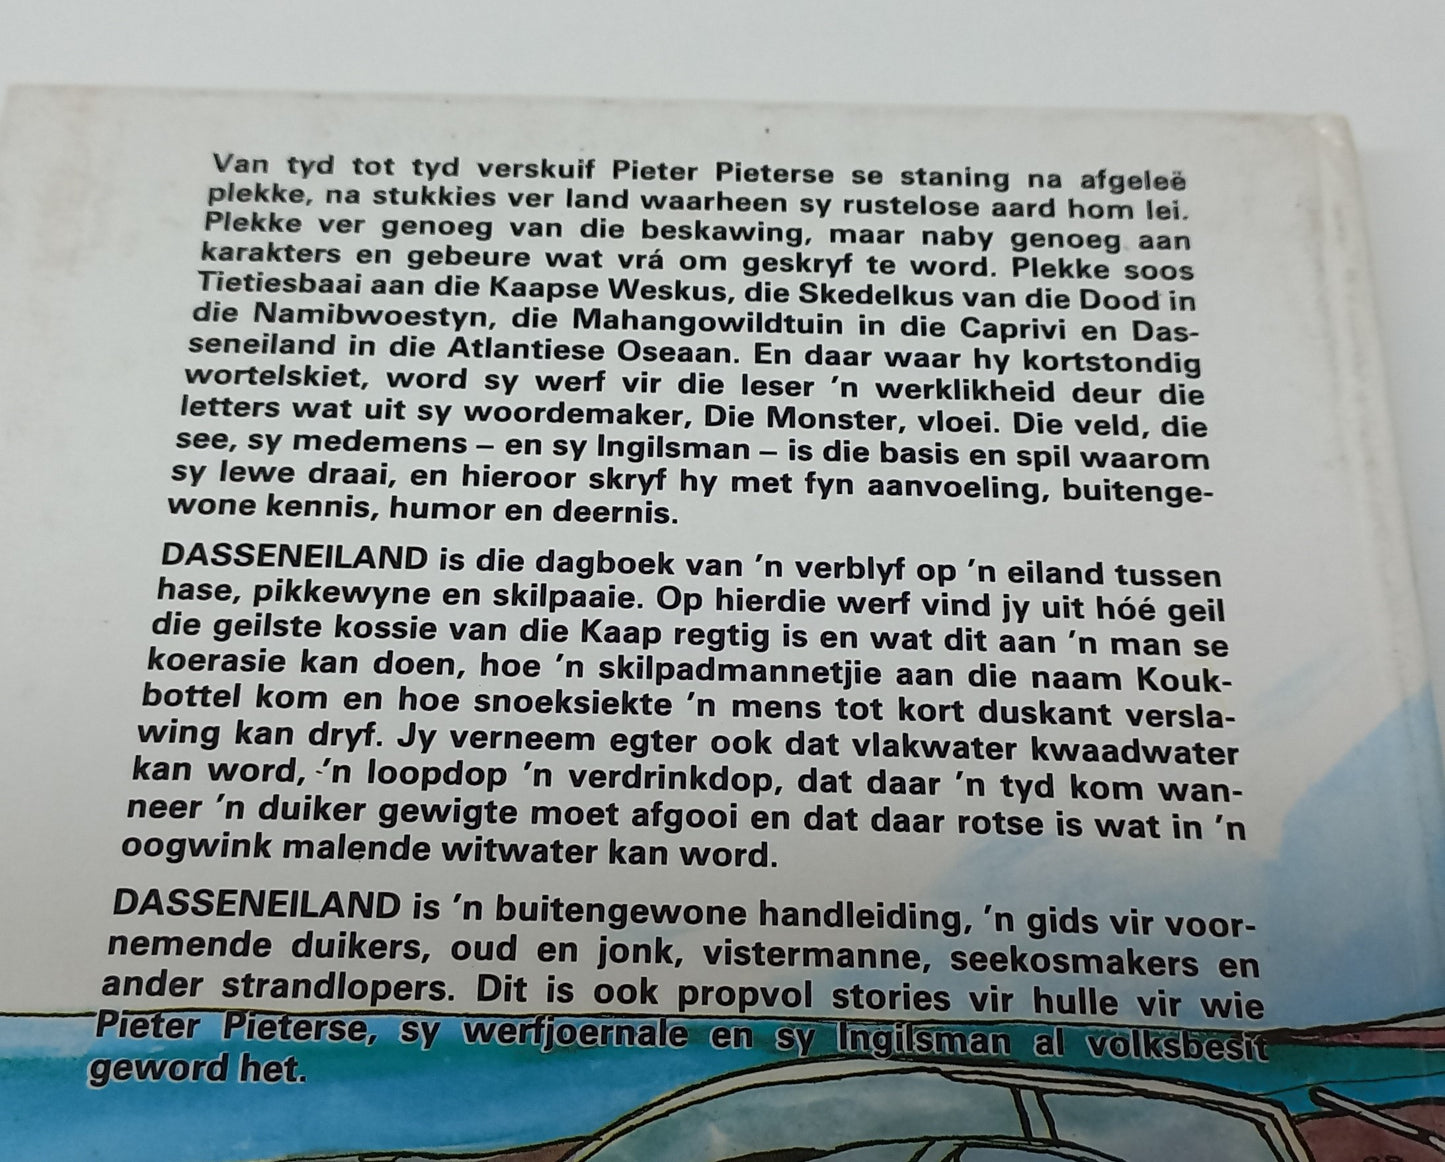 Van tyd tot tyd verskuif Pieter Pieterse se staning na afgeleë
plekke, na stukkies ver land waarheen sy rustelose aard hom lei.
Plekke ver genoeg van die beskawing, maar naby genoeg aan
karakters en gebeure wat vrá om geskryf te word. Plekke soos
Tietiesbaai aan die Kaapse Weskus, die Skedelkus van die Dood in
die Namibwoestyn, die Mahangowildtuin in die Caprivi en Das-
seneiland in die Atlantiese Oseaan. En daar waar hy kortstondig
wortelskiet, word sy werf vir die leser ’n werklikheid deur die
letters wat uit sy woordemaker, Die Monster, vloei. Die veld, die
see, sy medemens – en sy Ingilsman – is die basis en spil waarom
sy lewe draai, en hieroor skryf hy met fyn aanvoeling, buitenge-
wone kennis, humor en deernis.
DASSENEILAND is die dagboek van ’n verblyf op ’n eiland tussen
hase, pikkewyne en skilpaaie. Op hierdie werf vind jy uit hóé geil
die geilste kossie van die Kaap regtig is en wat dit aan ’n man se
koerasie kan doen, hoe ’n skilpadmannetjie aan die naam Kouk-
bottel kom en hoe snoeksiekte ’n mens tot kort duskant versla-
wing kan dryf. Jy verneem egter ook dat vlakwater kwaadwater
kan word, ’n loopdop ’n verdrinkdop, dat daar ’n tyd kom wan-
neer ’n duiker gewigte moet afgooi en dat daar rotse is wat in ’n
oogwink malende witwater kan word.
DASSENEILAND is ’n buitengewone handleiding, ’n gids vir voor-
nemende duikers, oud en jonk, vistermanne, seekosmakers en
ander strandlopers. Dit is ook propvol stories vir hulle vir wie
Pieter Pieterse, sy werfjoernale en sy Ingilsman al volksbesit
geword het.